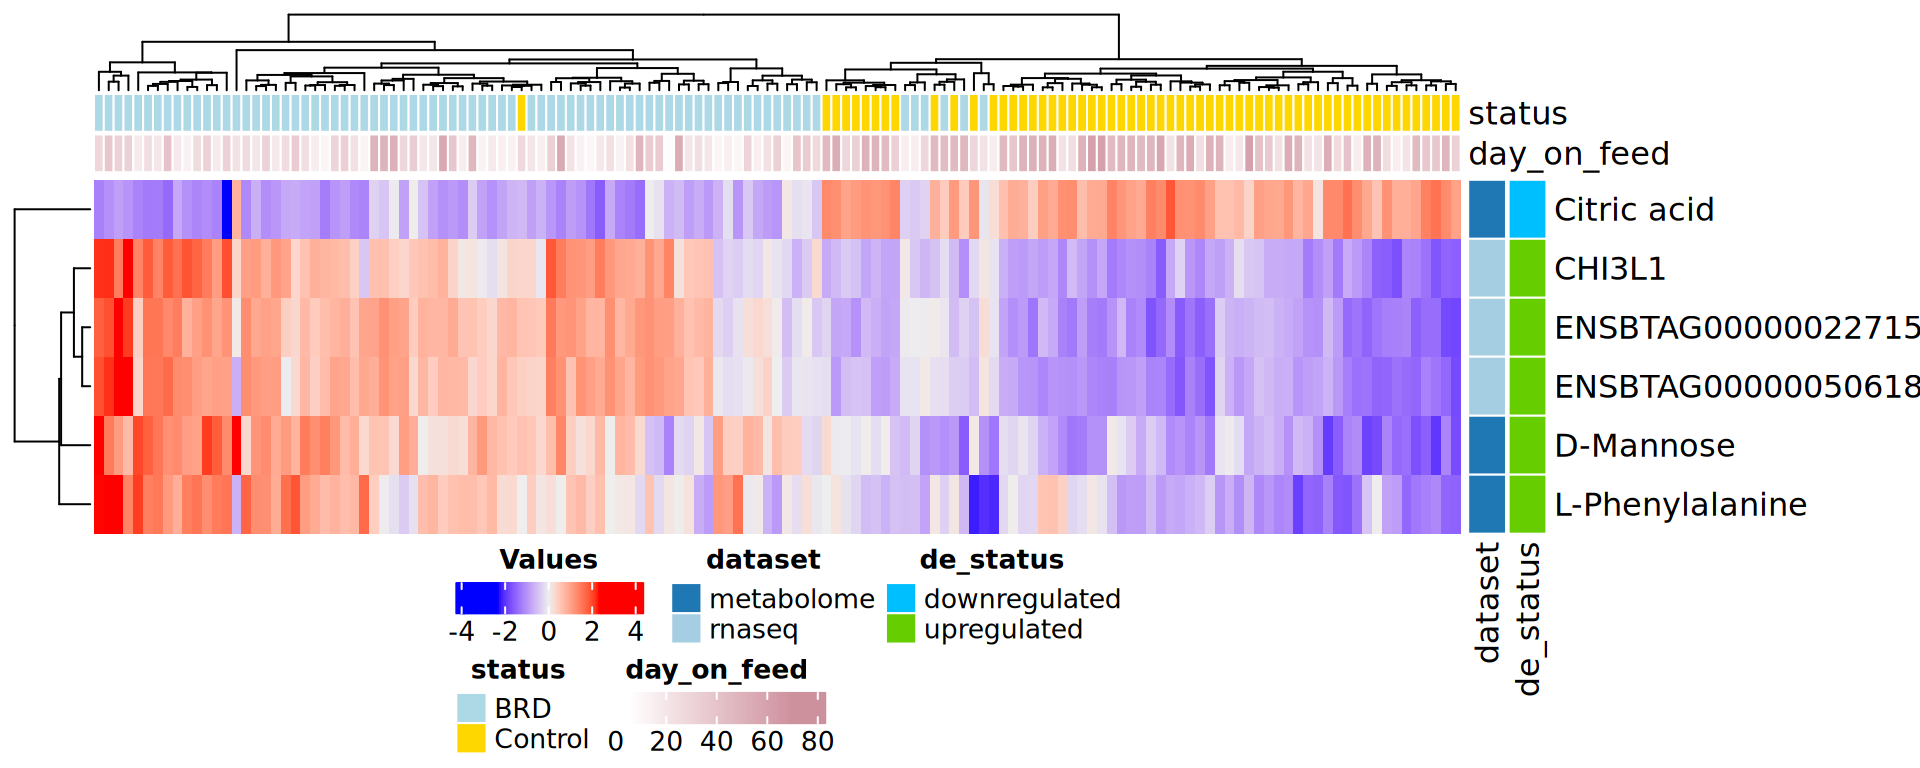 status
day_on_feed
Citric acid
CHI3L1
ENSBTAG00000022715
ENSBTAG00000050618
D-Mannose
L-Phenylalanine
dataset
de_status
Values
-4 -2 0 2 4
dataset
metabolome
rnaseq
de_status
downregulated
upregulated
status
BRD
Control
day_on_feed
0 20 40 60 80